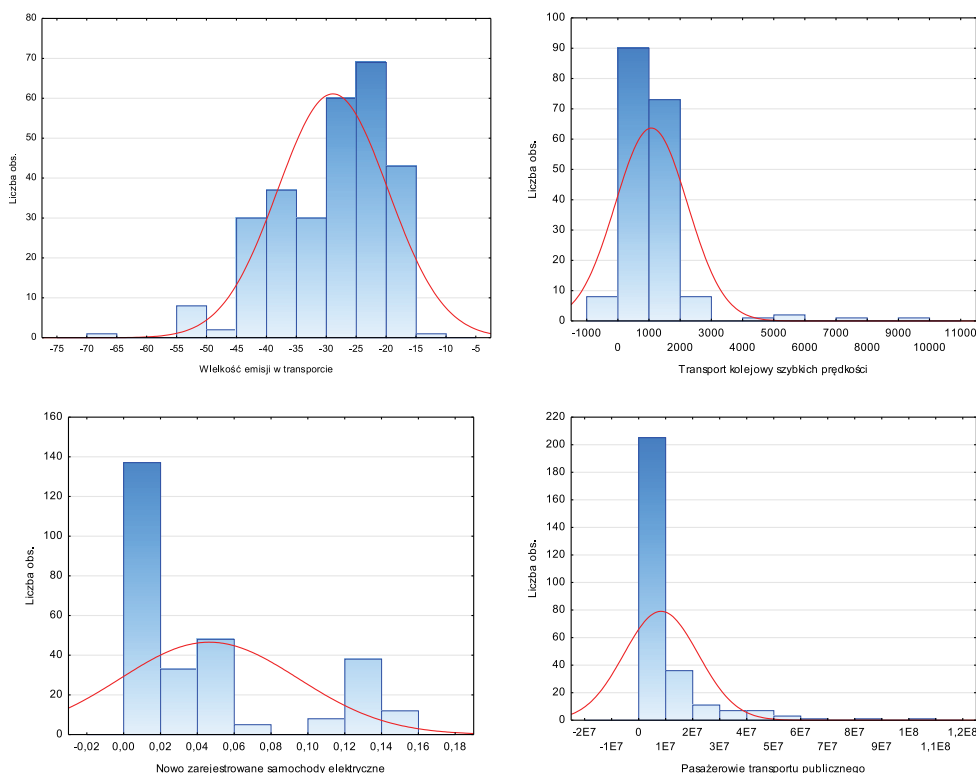 80
70
60
50
40
30
20
10
0
Liczba obs.
-75 -70 -65 -60 -55 -50 -45 -40 -35 -30 -25 -20 -15 -10 -5
WIelkość emisji w transporcie
100
90
80
70
60
50
40
30
20
10
0
Liczba obs.
-1000 1000 3000 5000 7000 9000 11000
0 2000 4000 6000 8000 10000
Transport kolejowy szybkich prędkości
160
140
120
100
80
60
40
20
0
Liczba obs.
-0,02 0,00 0,02 0,04 0,06 0,08 0,10 0,12 0,14 0,16 0,18
Nowo zarejestrowane samochody elektryczne
220
200
180
160
140
120
100
80
60
40
20
0
Liczba obs.
-2E7 0 2E7 4E7 6E7 8E7 1E8 1,2E8
-1E7 1E7 3E7 5E7 7E7 9E7 1,1E8
Pasażerowie transportu publicznego